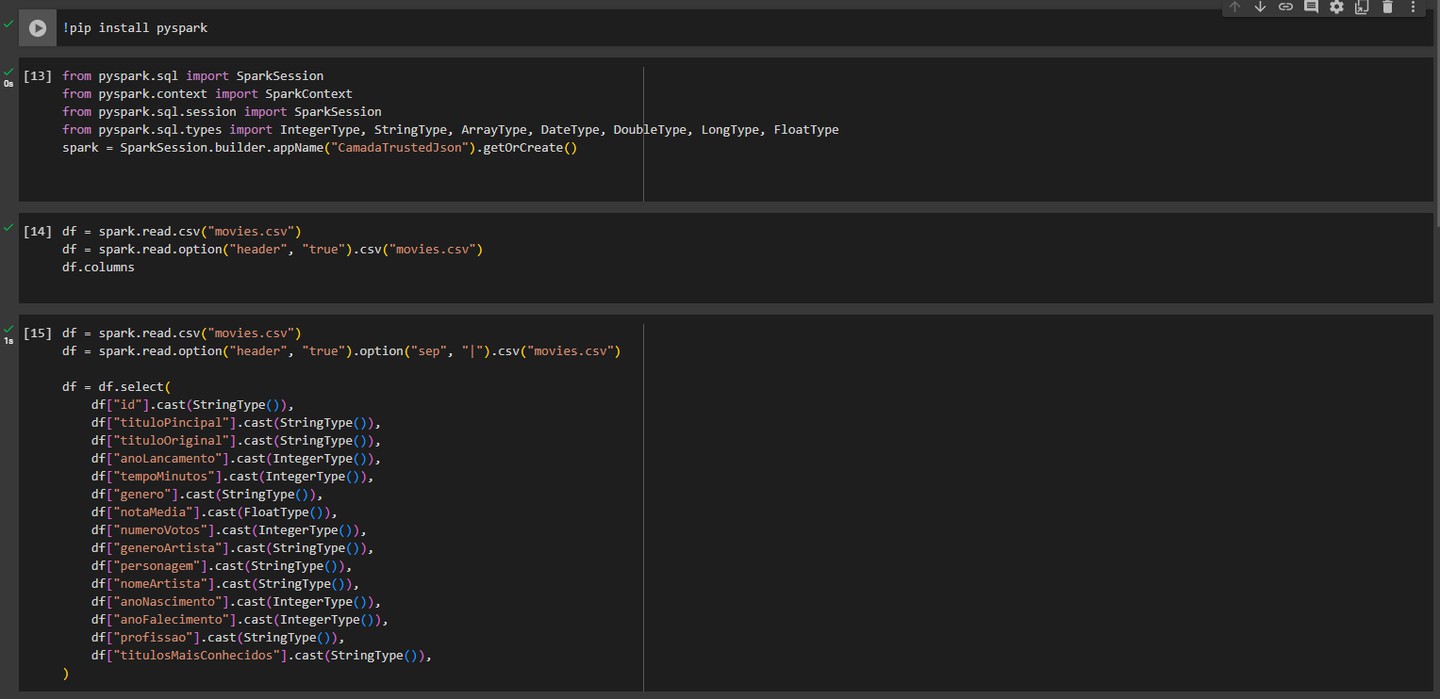 !pip install pyspark
[13] from pyspark.sql import SparkSession
0s
from pyspark.context import SparkContext
from pyspark.sql.session import SparkSession
from pyspark.sql.types import IntegerType, StringType, ArrayType, DateType, DoubleType, LongType, FloatType
spark = SparkSession.builder.appName("CamadaTrustedJson").getOrCreate()
[14] df = spark.read.csv("movies.csv")
df = spark.read.option("header", "true").csv("movies.csv")
df.columns
[15] df = spark.read.csv("movies.csv")
1s
df = spark.read.option("header", "true").option("sep", "|").csv("movies.csv")
df = df.select(
df["id"].cast(StringType()),
df["tituloPincipal"].cast(StringType()),
df["tituloOriginal"].cast(StringType()),
df["anoLancamento"].cast(IntegerType()),
df["tempoMinutos"].cast(IntegerType()),
df["genero"].cast(StringType()),
df["notaMedia"].cast(FloatType()),
df["numeroVotos"].cast(IntegerType()),
df["generoArtista"].cast(StringType()),
df["personagem"].cast(StringType()),
df["nomeArtista"].cast(StringType()),
df["anoNascimento"].cast(IntegerType()),
df["anoFalecimento"].cast(IntegerType()),
df["profissao"].cast(StringType()),
df["titulosMaisConhecidos"].cast(StringType()),
)